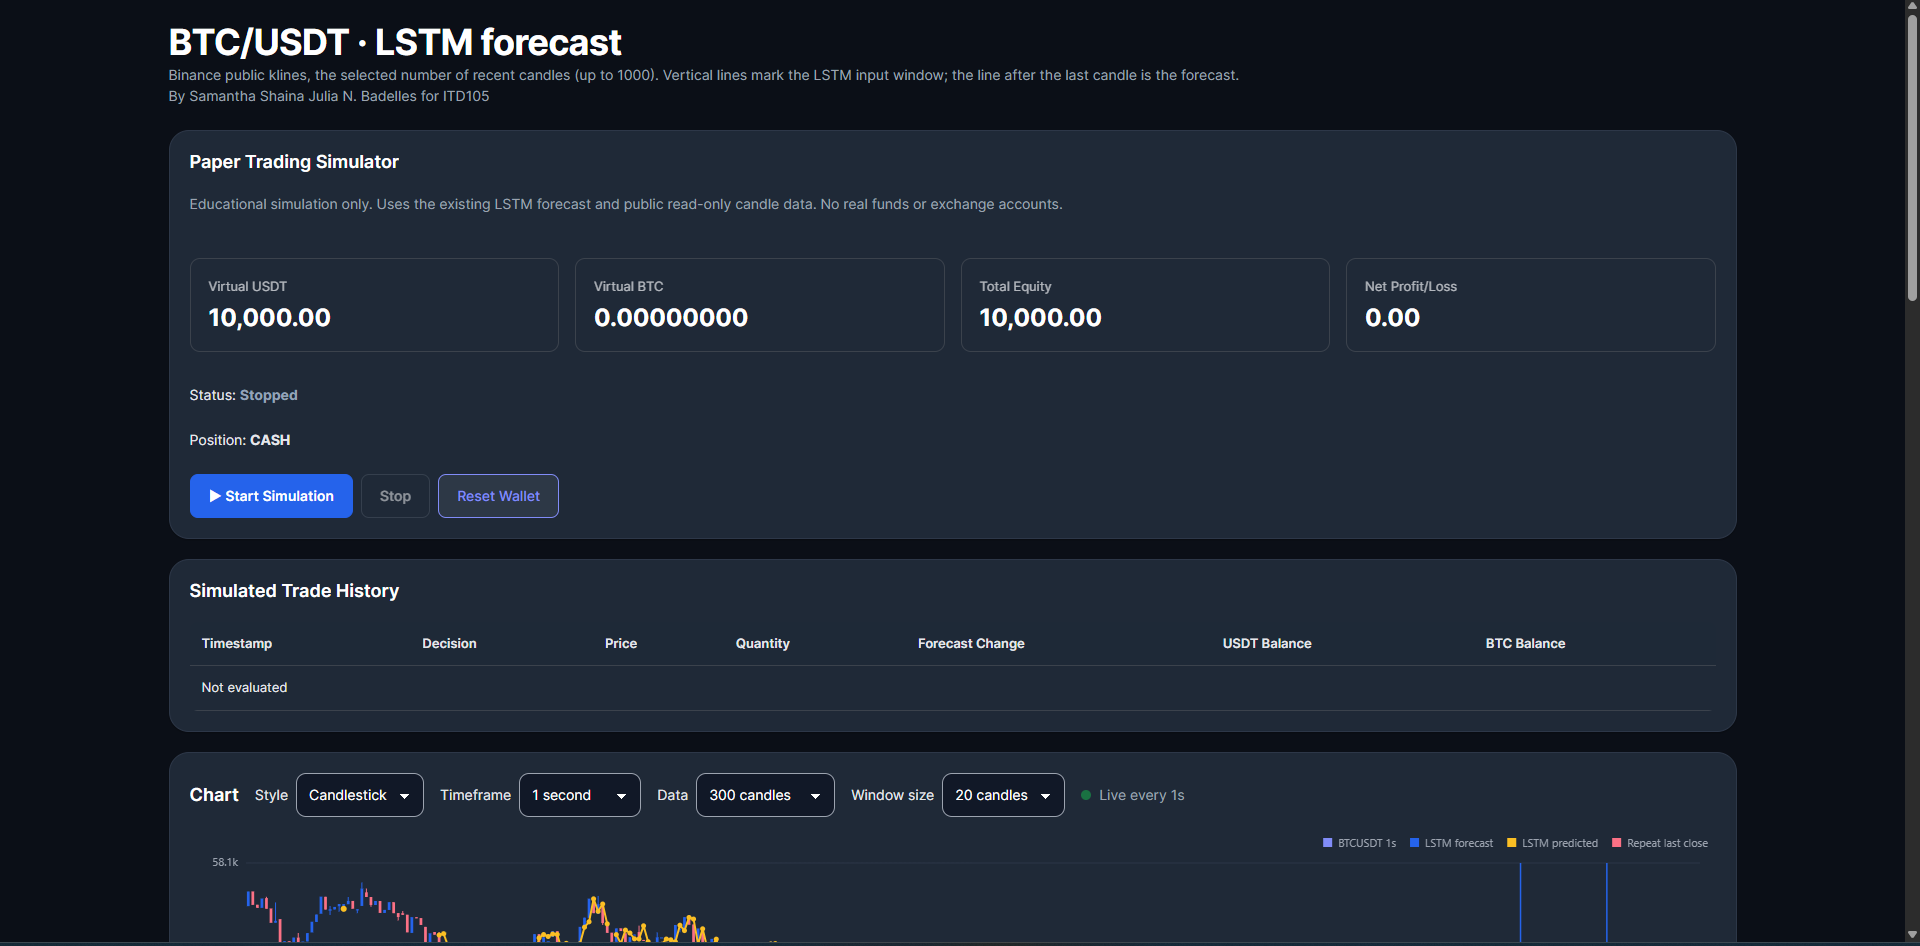 BTC/USDT · LSTM forecast
Binance public klines, the selected number of recent candles (up to 1000). Vertical lines mark the LSTM input window; the line after the last candle is the forecast.
By Samantha Shaina Julia N. Badelles for ITD105
Paper Trading Simulator
Educational simulation only. Uses the existing LSTM forecast and public read-only candle data. No real funds or exchange accounts.
Virtual USDT Virtual BTC Total Equity Net Profit/Loss
10,000.00 0.00000000 10,000.00 0.00
Status: Stopped
Position: CASH
▶ Start Simulation Stop Reset Wallet
Simulated Trade History
Timestamp Decision Price Quantity Forecast Change USDT Balance BTC Balance
Not evaluated
Chart Style Candlestick Timeframe 1 second Data 300 candles Window size 20 candles Live every 1s
BTCUSDT 1s LSTM forecast LSTM predicted Repeat last close
58.1k